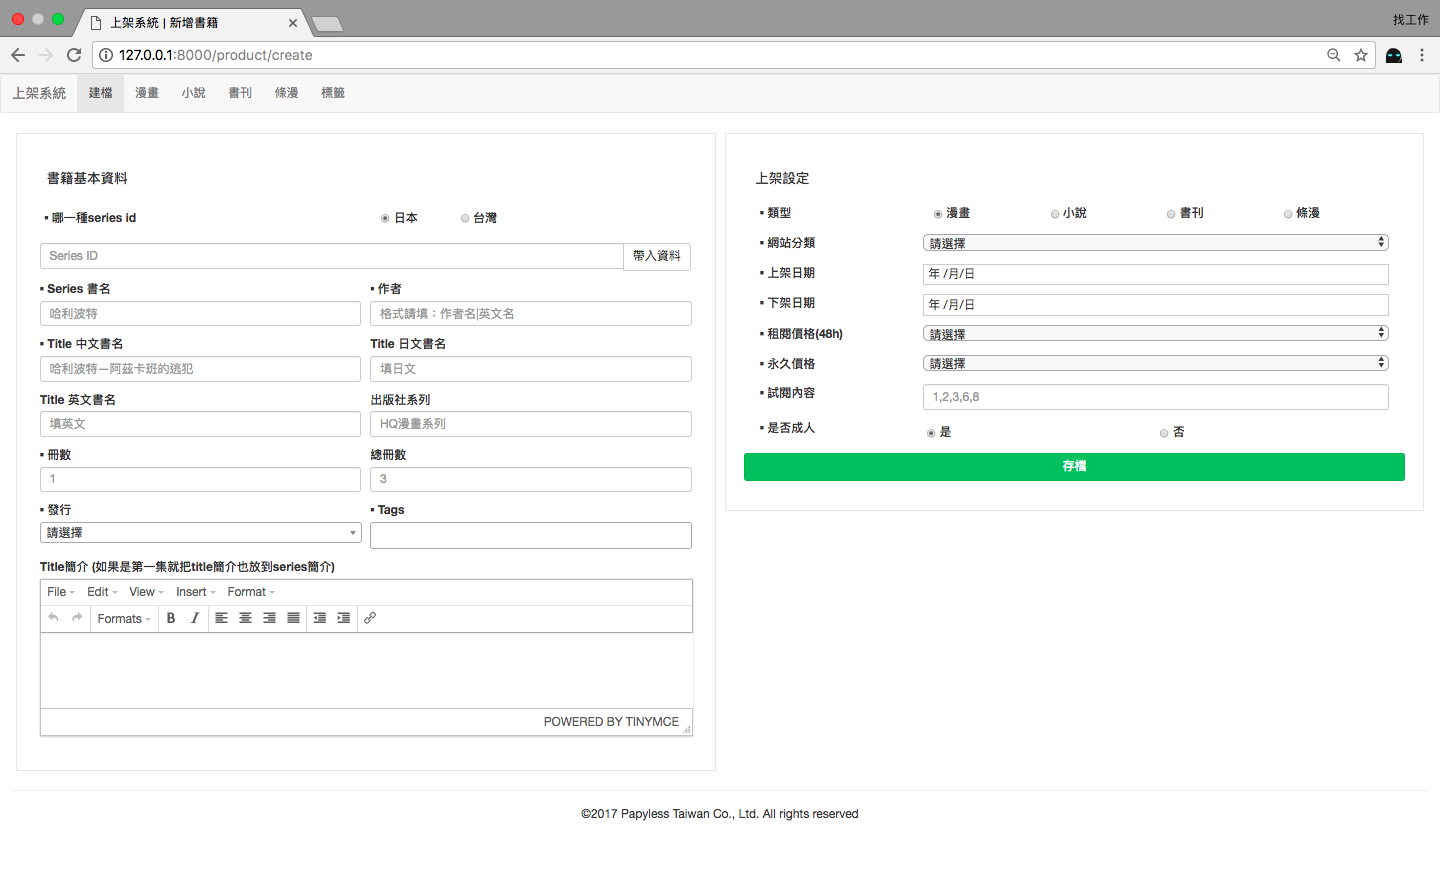 上架系統 | 新增書籍
找工作
127.0.0.1:8000/product/create
上架系統 建檔 漫畫 小說 書刊 條漫 標籤
書籍基本資料
▪ 哪一種series id 日本 台灣
Series ID 帶入資料
▪ Series 書名 ▪ 作者
哈利波特 格式請填：作者名|英文名
▪ Title 中文書名 Title 日文書名
哈利波特－阿茲卡班的逃犯 填日文
Title 英文書名 出版社系列
填英文 HQ漫畫系列
▪ 冊數 總冊數
1 3
▪ 發行 ▪ Tags
請選擇
Title簡介 (如果是第一集就把title簡介也放到series簡介)
File Edit View Insert Format
Formats B I
POWERED BY TINYMCE
上架設定
▪ 類型 漫畫 小說 書刊 條漫
▪ 網站分類 請選擇
▪ 上架日期 年 /月/日
▪ 下架日期 年 /月/日
▪ 租閱價格(48h) 請選擇
▪ 永久價格 請選擇
▪ 試閱內容 1,2,3,6,8
▪ 是否成人 是 否
存檔
©2017 Papyless Taiwan Co., Ltd. All rights reserved